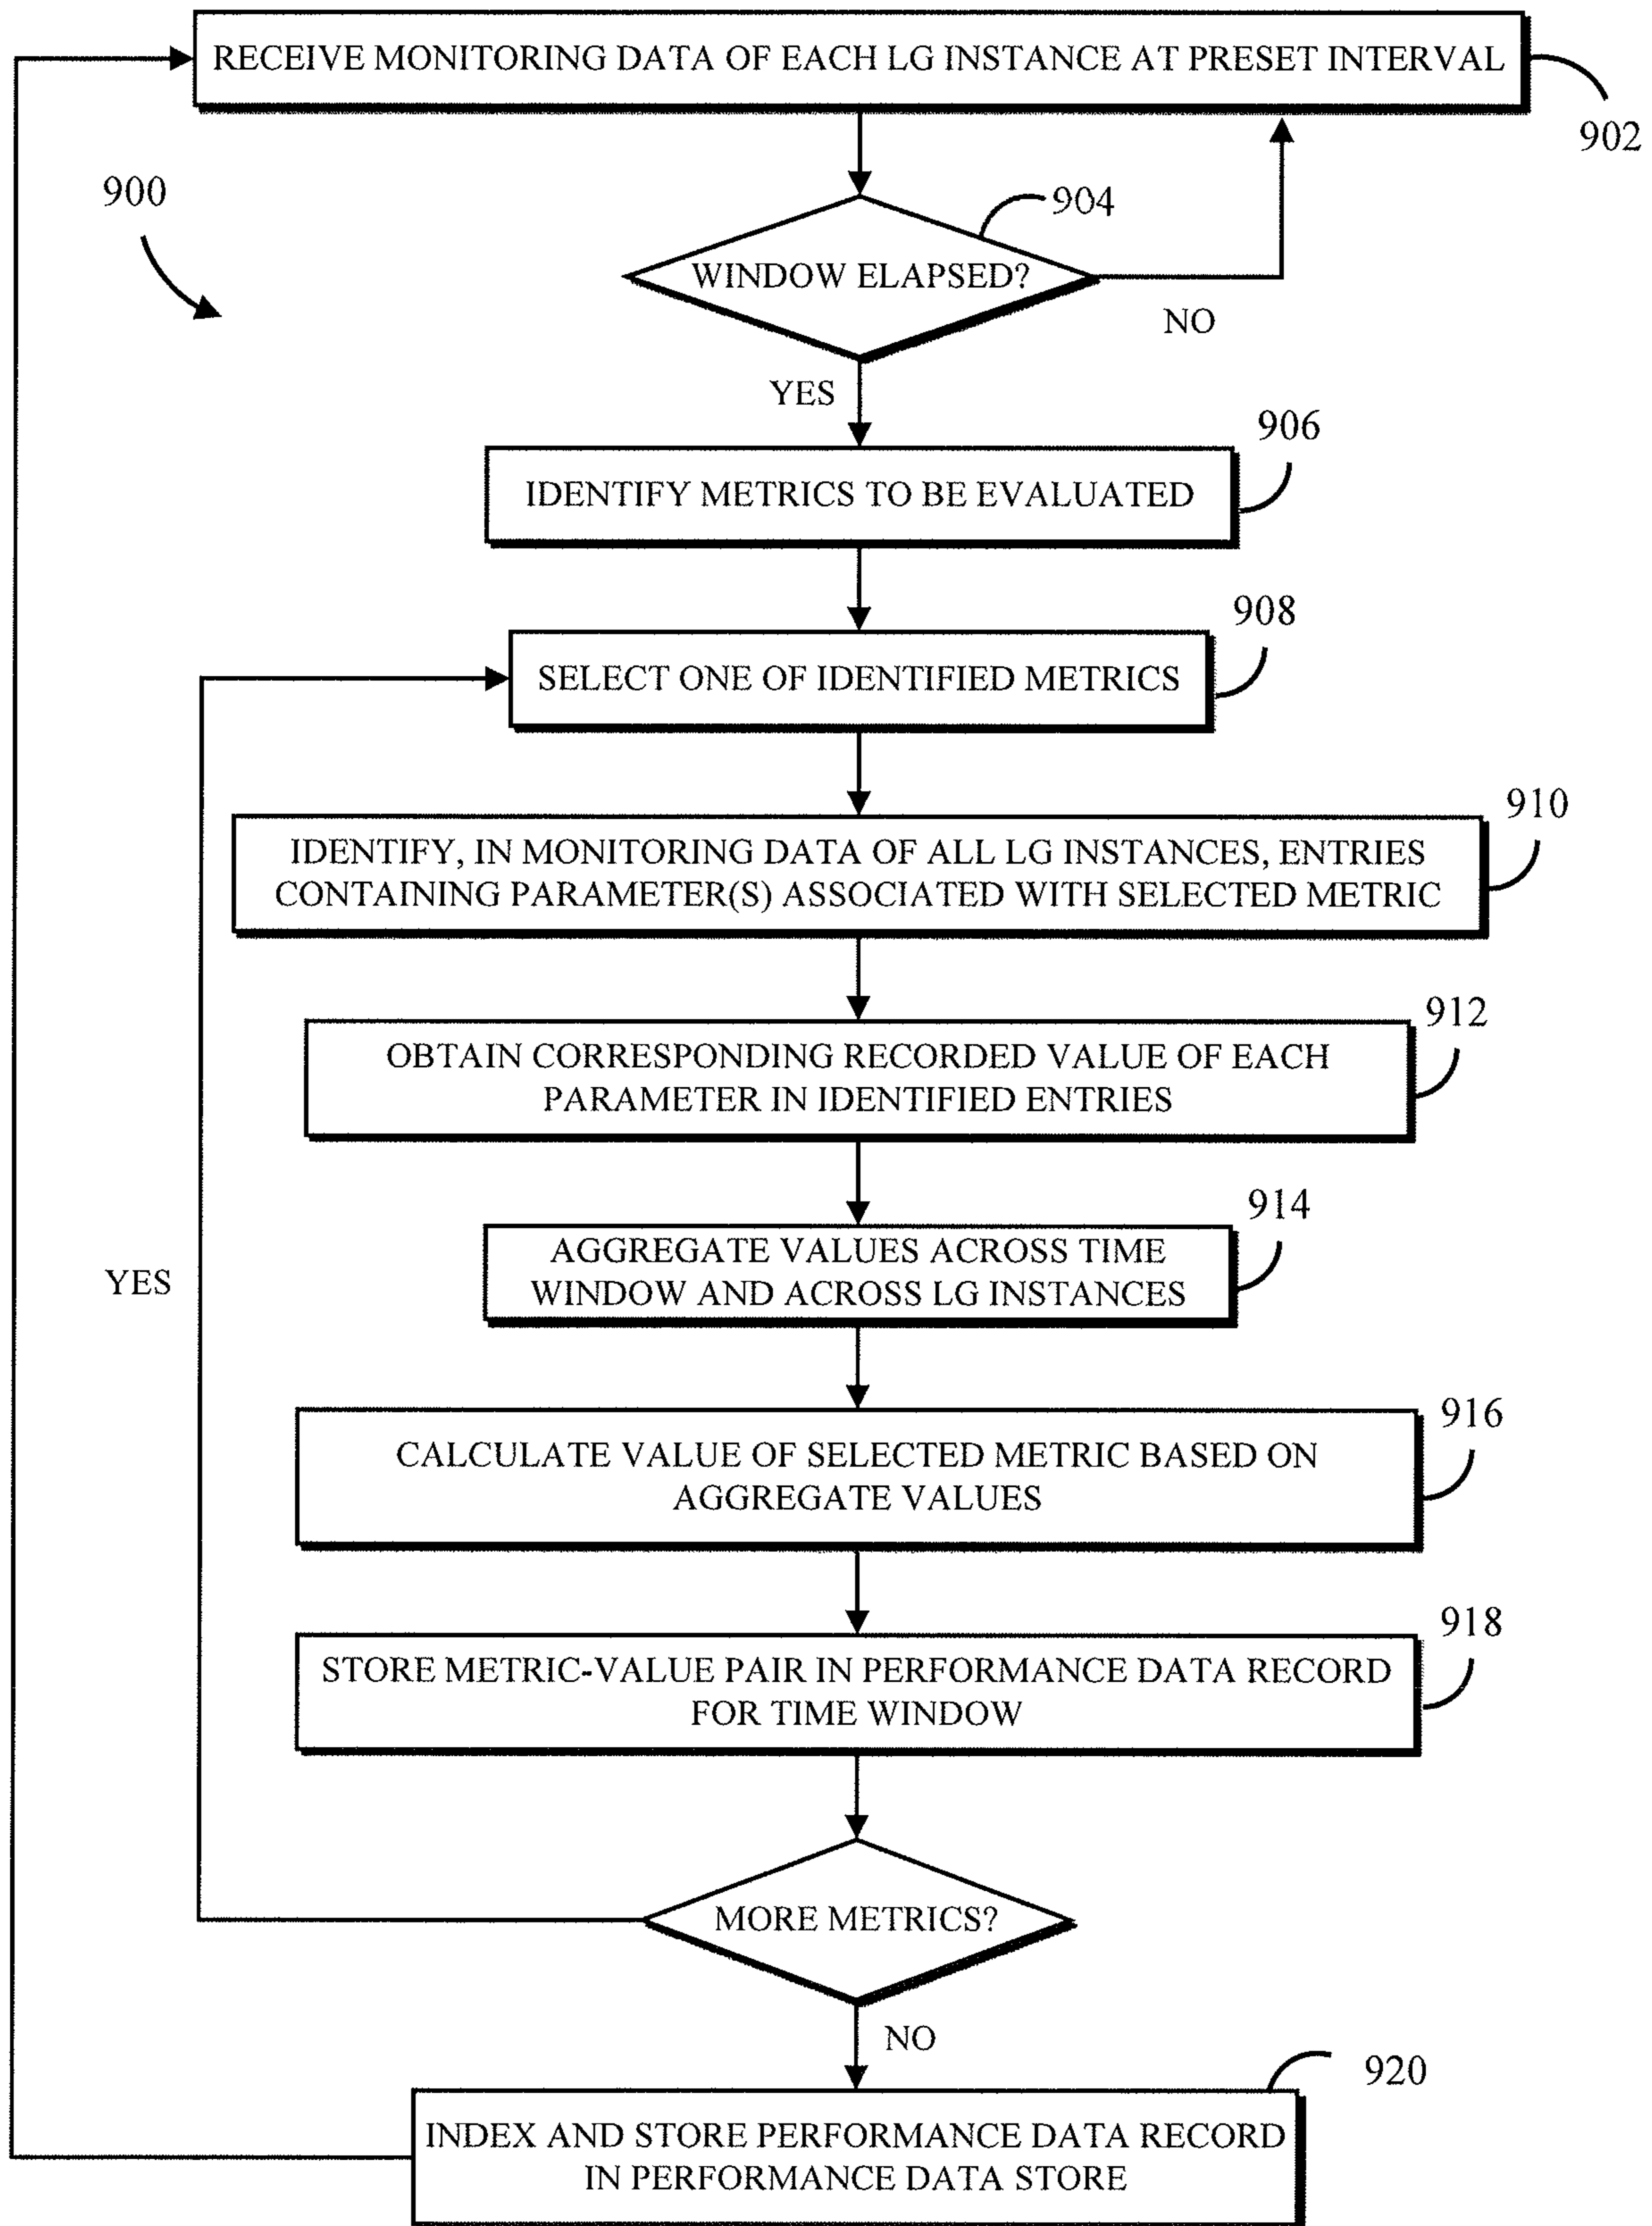 RECEIVE MONITORING DATA OF EACH LG INSTANCE AT PRESET INTERVAL
902
900
904
WINDOW ELAPSED?
NO
YES
906
IDENTIFY METRICS TO BE EVALUATED
908
SELECT ONE OF IDENTIFIED METRICS
910
IDENTIFY, IN MONITORING DATA OF ALL LG INSTANCES, ENTRIES
CONTAINING PARAMETER(S) ASSOCIATED WITH SELECTED METRIC
912
OBTAIN CORRESPONDING RECORDED VALUE OF EACH
PARAMETER IN IDENTIFIED ENTRIES
914
AGGREGATE VALUES ACROSS TIME
WINDOW AND ACROSS LG INSTANCES
YES
916
CALCULATE VALUE OF SELECTED METRIC BASED ON
AGGREGATE VALUES
918
STORE METRIC-VALUE PAIR IN PERFORMANCE DATA RECORD
FOR TIME WINDOW
MORE METRICS?
NO
920
INDEX AND STORE PERFORMANCE DATA RECORD
IN PERFORMANCE DATA STORE